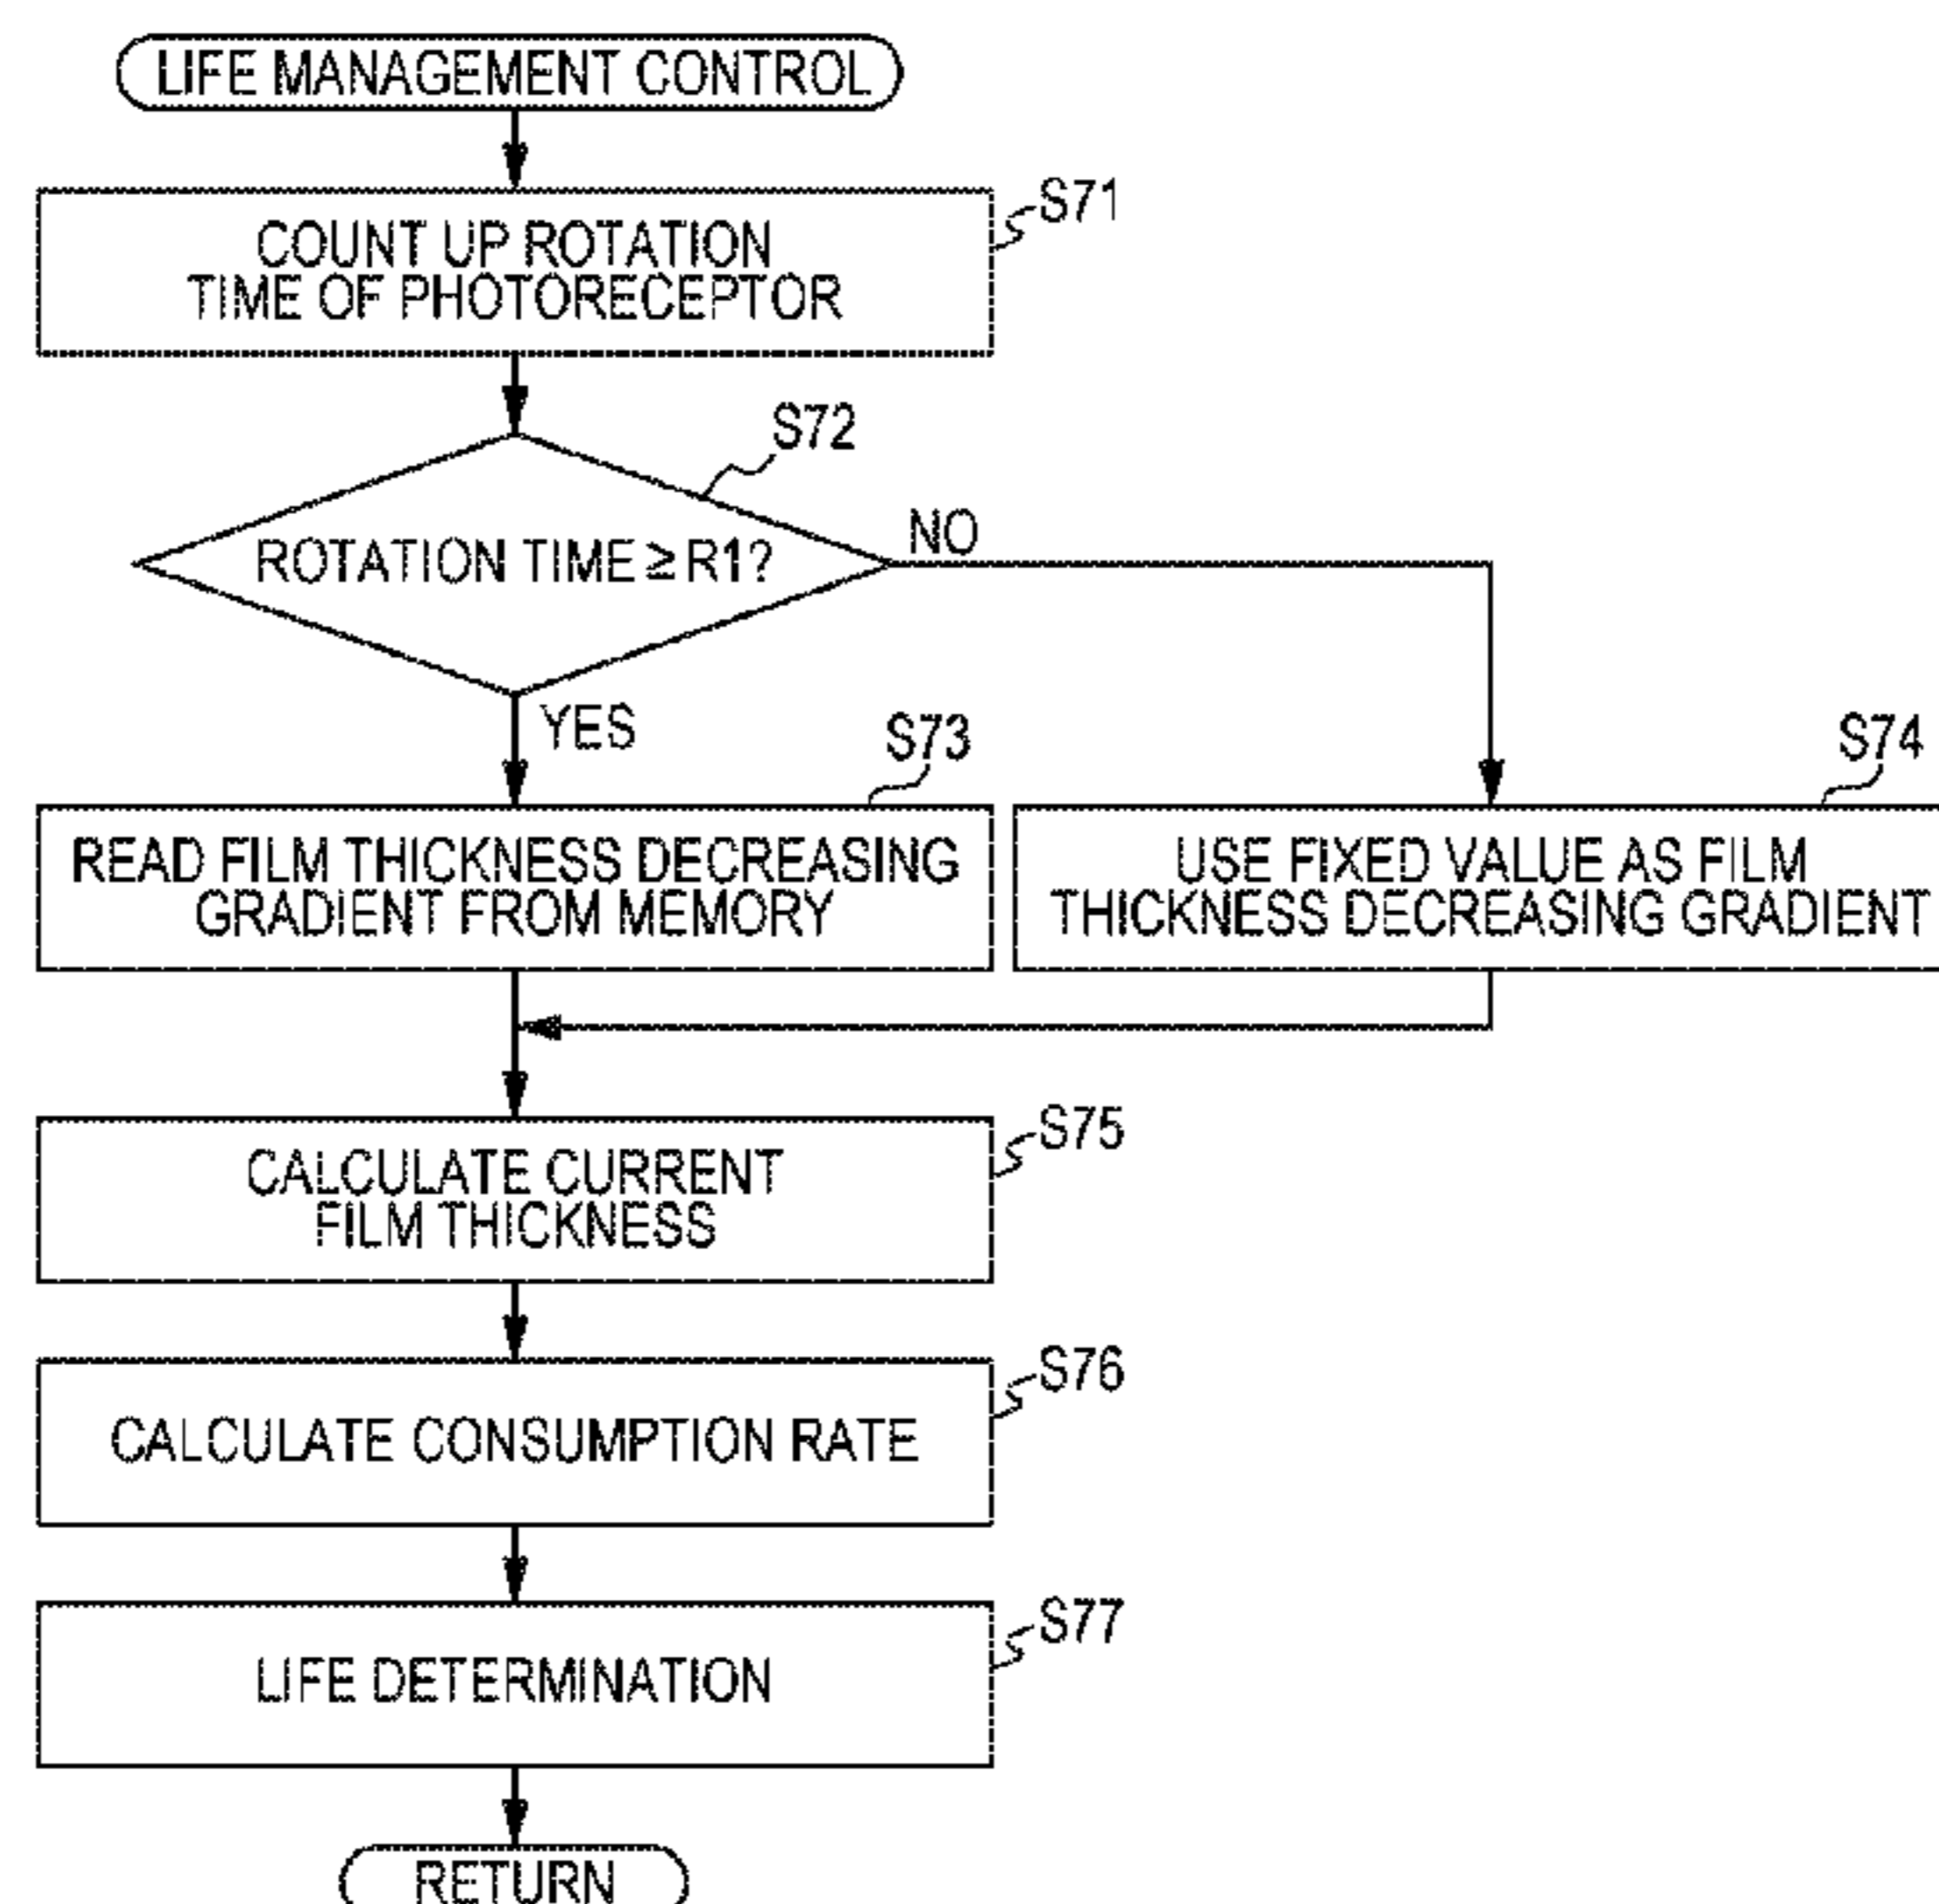 LIFE MANAGEMENT CONTROL
S71
COUNT UP ROTATION
TIME OF PHOTORECEPTOR
S72
ROTATION TIME ≥ R1?
NO
YES
S73
READ FILM THICKNESS DECREASING
GRADIENT FROM MEMORY
S74
USE FIXED VALUE AS FILM
THICKNESS DECREASING GRADIENT
S75
CALCULATE CURRENT
FILM THICKNESS
S76
CALCULATE CONSUMPTION RATE
S77
LIFE DETERMINATION
RETURN